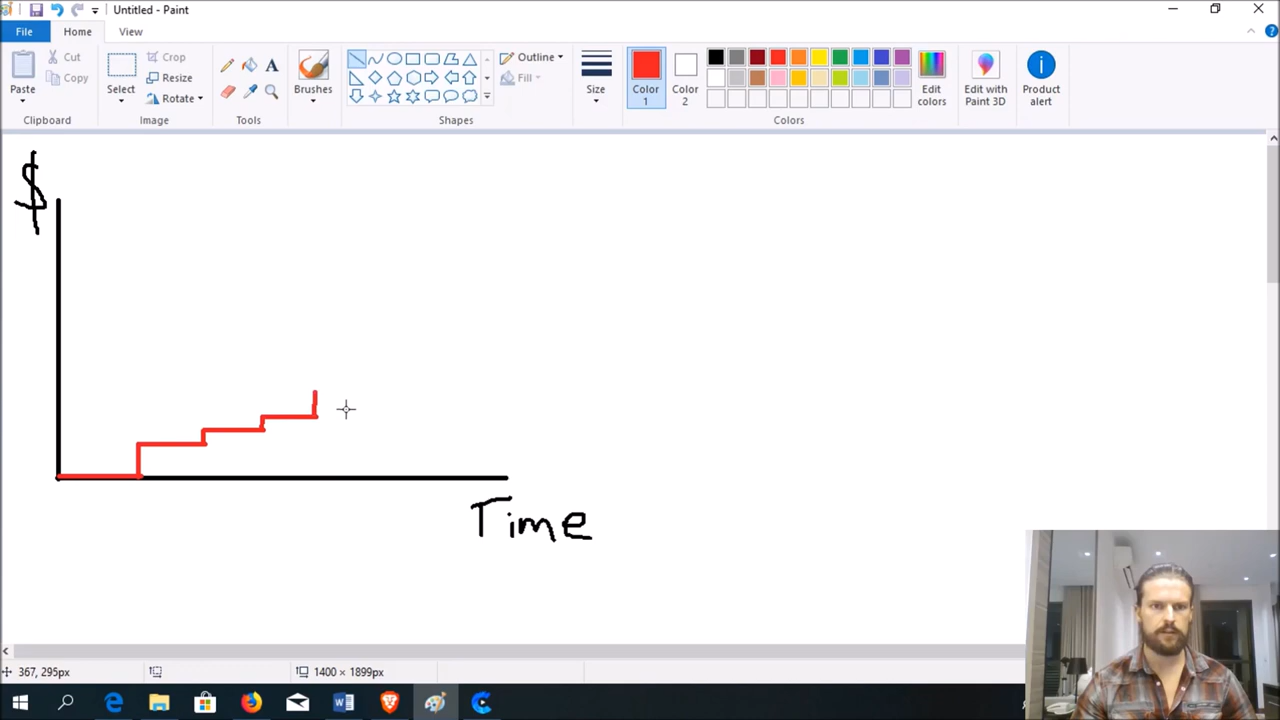 Untitled - Paint
File
Home
View
Paste
Cut
Copy
Clipboard
Select
Crop
Resize
Rotate
Image
Tools
Brushes
Outline
Fill
Shapes
Size
Color 1
Color 2
Edit colors
Edit with Paint 3D
Product alert
Colors
$
Time
367, 295px
1400 × 1899px